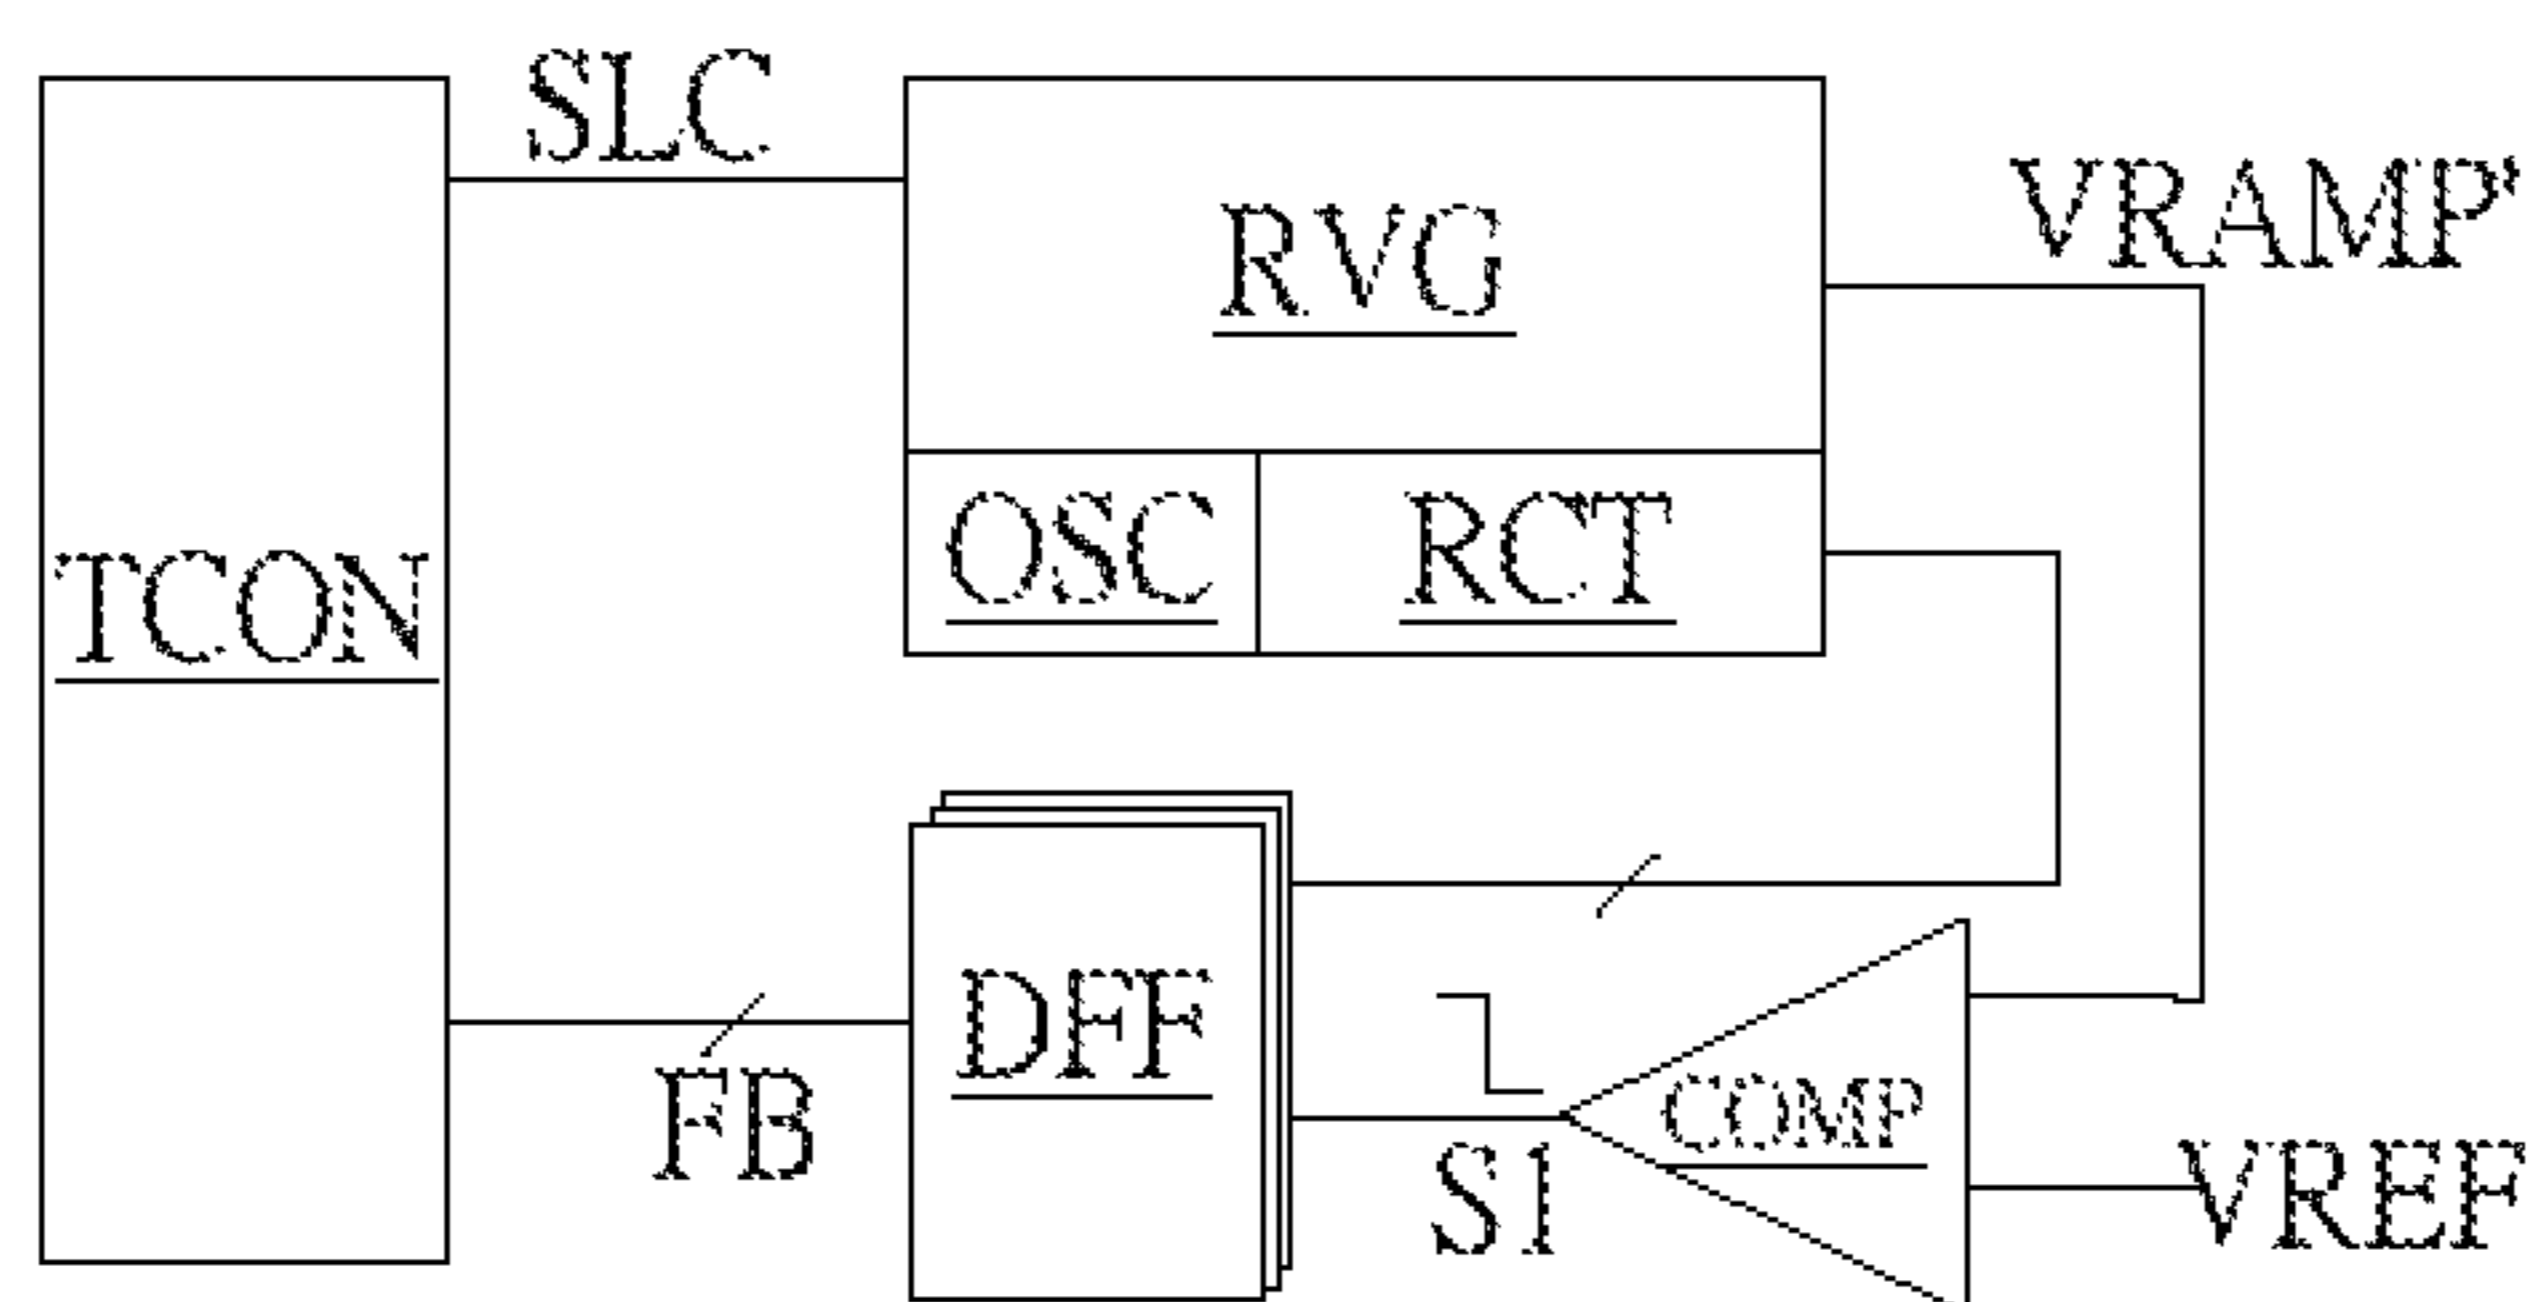 SLC
VRAMP'
RVG
OSC
RCT
TCON
DFF
FB
COMP
S1
VREF